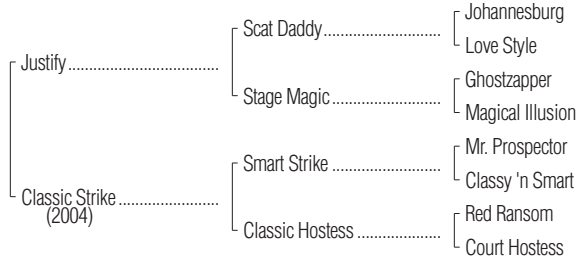 Johannesburg
Scat Daddy
Love Style
Justify
Ghostzapper
Stage Magic
Magical Illusion
Mr. Prospector
Smart Strike
Classy 'n Smart
Classic Strike
(2004)
Red Ransom
Classic Hostess
Court Hostess